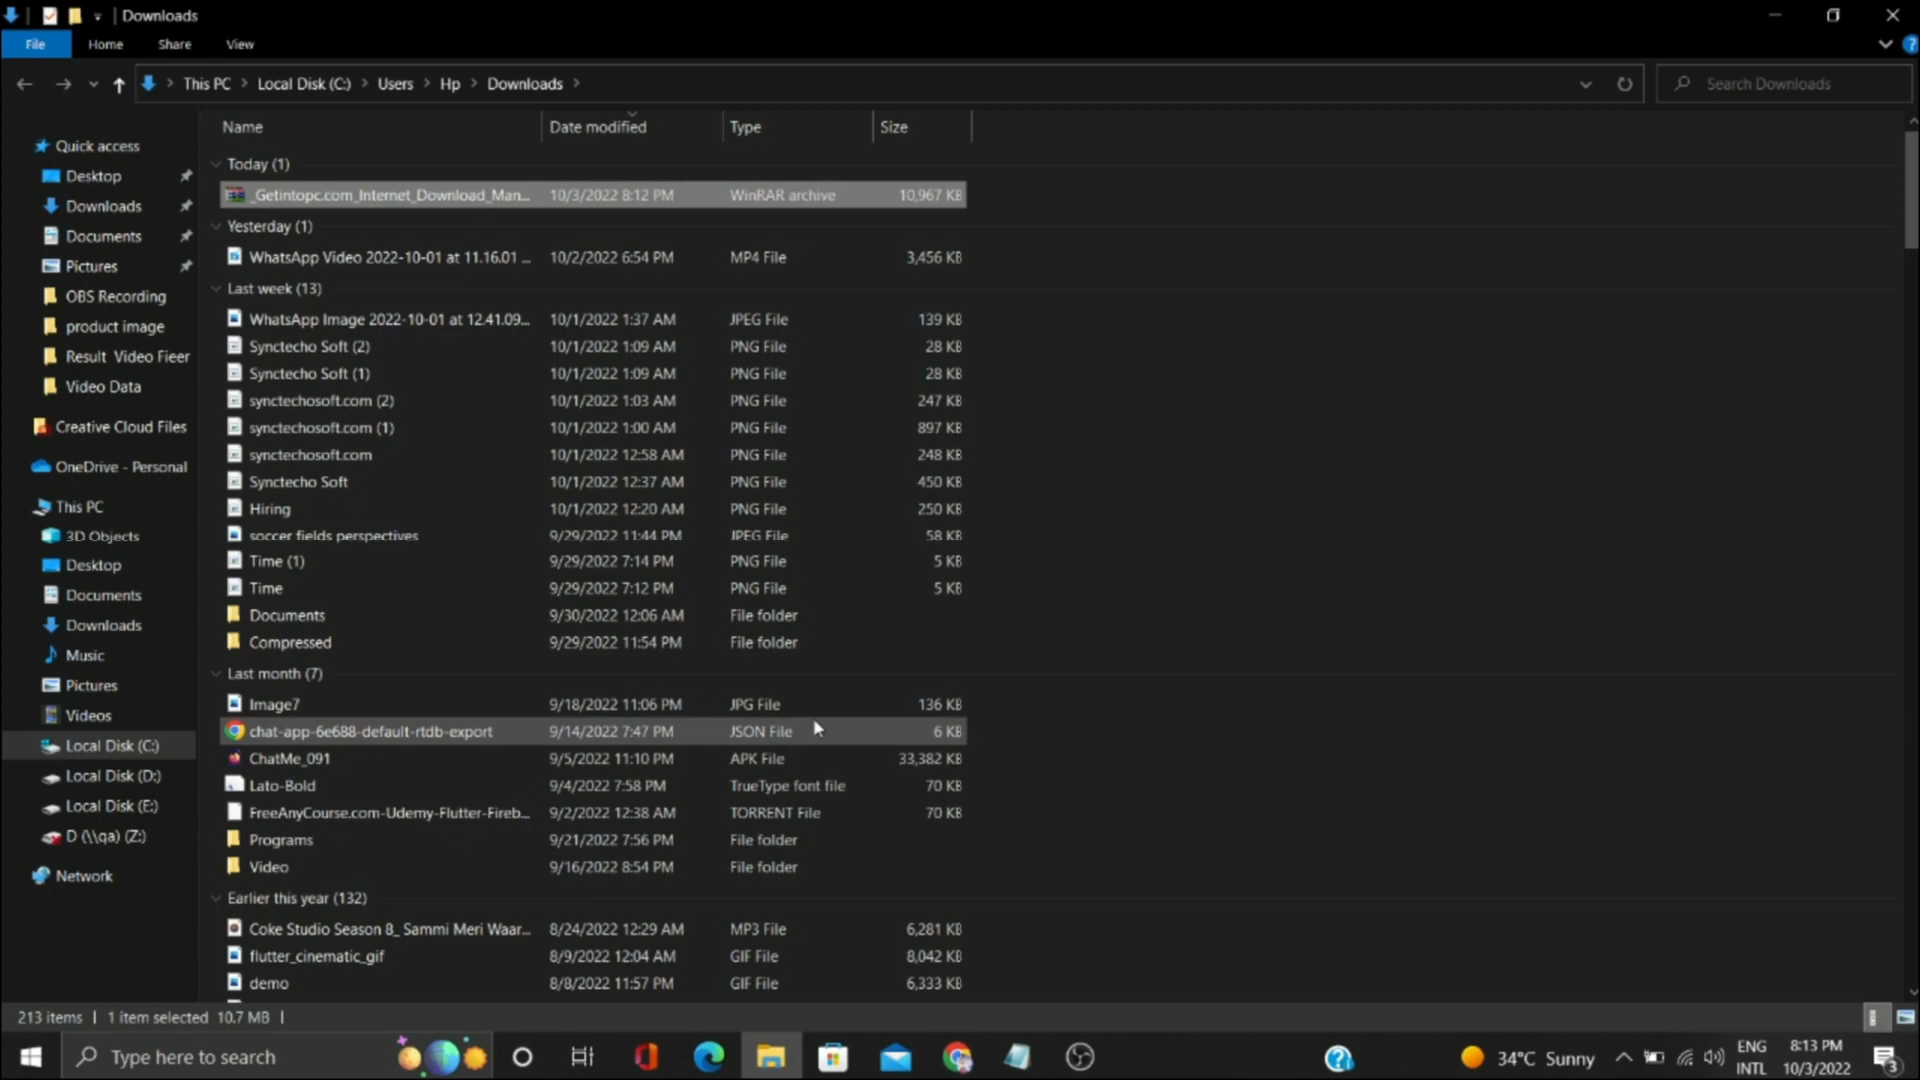 Downloads
File Home Share View
This PC Local Disk (C:) Users Hp Downloads
Search Downloads
Name Date modified Type Size
Quick access
Desktop
Downloads
Documents
Pictures
OBS Recording
product image
Result Video Fieer
Video Data
Creative Cloud Files
OneDrive - Personal
This PC
3D Objects
Desktop
Documents
Downloads
Music
Pictures
Videos
Local Disk (C:)
Local Disk (D:)
Local Disk (E:)
D (\\qa) (Z:)
Network
Today (1)
_Getintopc.com_Internet_Download_Man... 10/3/2022 8:12 PM WinRAR archive 10,967 KB
Yesterday (1)
WhatsApp Video 2022-10-01 at 11.16.01 ... 10/2/2022 6:54 PM MP4 File 3,456 KB
Last week (13)
WhatsApp Image 2022-10-01 at 12.41.09... 10/1/2022 1:37 AM JPEG File 139 KB
Synctecho Soft (2) 10/1/2022 1:09 AM PNG File 28 KB
Synctecho Soft (1) 10/1/2022 1:09 AM PNG File 28 KB
synctechosoft.com (2) 10/1/2022 1:03 AM PNG File 247 KB
synctechosoft.com (1) 10/1/2022 1:00 AM PNG File 897 KB
synctechosoft.com 10/1/2022 12:58 AM PNG File 248 KB
Synctecho Soft 10/1/2022 12:37 AM PNG File 450 KB
Hiring 10/1/2022 12:20 AM PNG File 250 KB
soccer fields perspectives 9/29/2022 11:44 PM JPEG File 58 KB
Time (1) 9/29/2022 7:14 PM PNG File 5 KB
Time 9/29/2022 7:12 PM PNG File 5 KB
Documents 9/30/2022 12:06 AM File folder
Compressed 9/29/2022 11:54 PM File folder
Last month (7)
Image7 9/18/2022 11:06 PM JPG File 136 KB
chat-app-6e688-default-rtdb-export 9/14/2022 7:47 PM JSON File 6 KB
ChatMe_091 9/5/2022 11:10 PM APK File 33,382 KB
Lato-Bold 9/4/2022 7:58 PM TrueType font file 70 KB
FreeAnyCourse.com-Udemy-Flutter-Fireb... 9/2/2022 12:38 AM TORRENT File 70 KB
Programs 9/21/2022 7:56 PM File folder
Video 9/16/2022 8:54 PM File folder
Earlier this year (132)
Coke Studio Season 8_ Sammi Meri Waar... 8/24/2022 12:29 AM MP3 File 6,281 KB
flutter_cinematic_gif 8/9/2022 12:04 AM GIF File 8,042 KB
demo 8/8/2022 11:57 PM GIF File 6,333 KB
213 items 1 item selected 10.7 MB
Type here to search
34°C Sunny
ENG
INTL
8:13 PM
10/3/2022
3